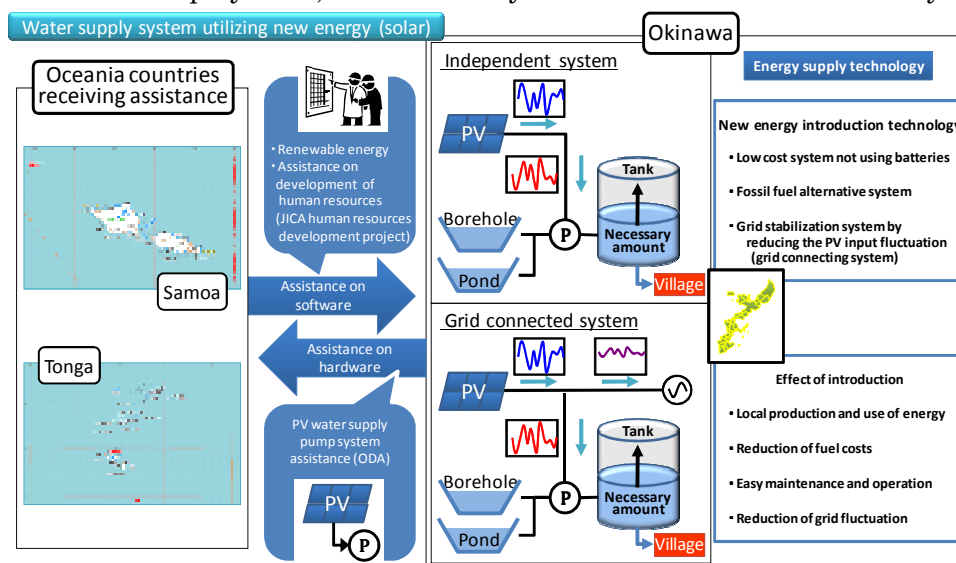 Water supply system utilizing new energy (solar)
Oceania countries
receiving assistance
Samoa
Tonga
• Renewable energy
• Assistance on
development of
human resources
(JICA human resources
development project)
Assistance on
software
Assistance on
hardware
PV water supply
pump system
assistance (ODA)
PV
P
Okinawa
Independent system
PV
Borehole
Pond
P
Tank
Necessary
amount
Village
Grid connected system
PV
Borehole
Pond
P
Tank
Necessary
amount
Village
Energy supply technology
New energy introduction technology
▪ Low cost system not using batteries
▪ Fossil fuel alternative system
▪ Grid stabilization system by
reducing the PV input fluctuation
(grid connecting system)
Effect of introduction
▪ Local production and use of energy
▪ Reduction of fuel costs
▪ Easy maintenance and operation
▪ Reduction of grid fluctuation